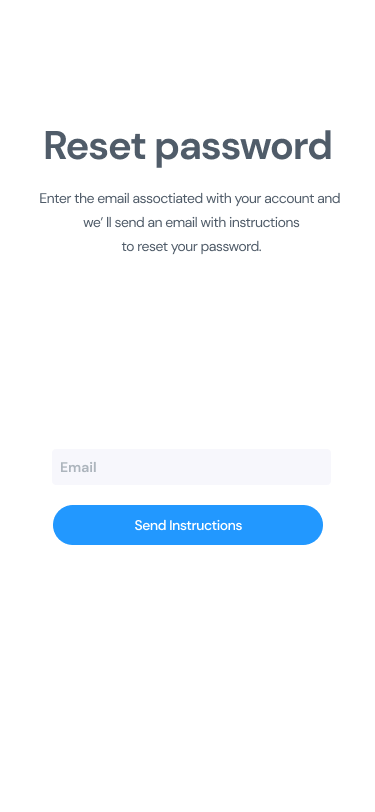 Reset password
Enter the email assoctiated with your account and
we’ ll send an email with instructions
to reset your password.
Email
Send Instructions